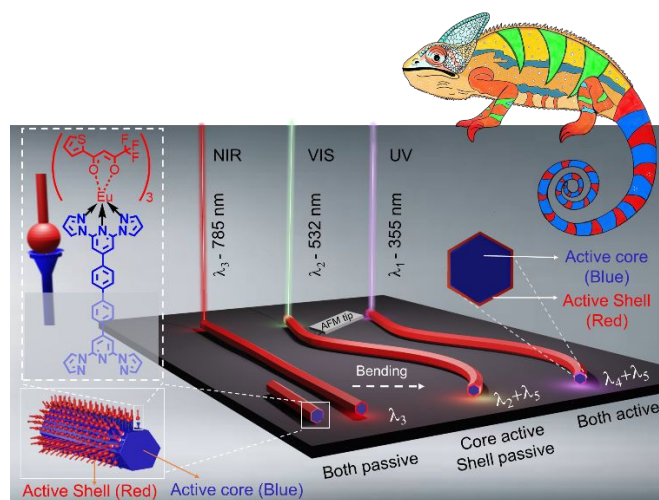 NIR
VIS
UV
λ3 - 785 nm
λ2 - 532 nm
λ1 - 355 nm
S
F
F
F
O
O
3
Eu
N
N
N
N
N
N
N
N
N
N
AFM tip
Bending
Active core
(Blue)
Active Shell
(Red)
λ3
λ2+λ5
λ4+λ5
Both passive
Core active
Shell passive
Both active
Active Shell (Red)
Active core (Blue)